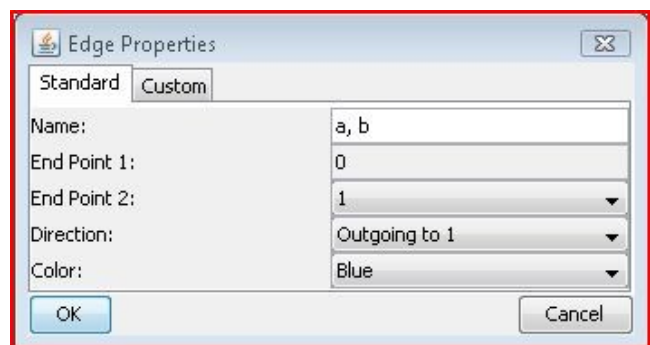 Edge Properties
Standard Custom
Name: a, b
End Point 1: 0
End Point 2: 1
Direction: Outgoing to 1
Color: Blue
OK Cancel